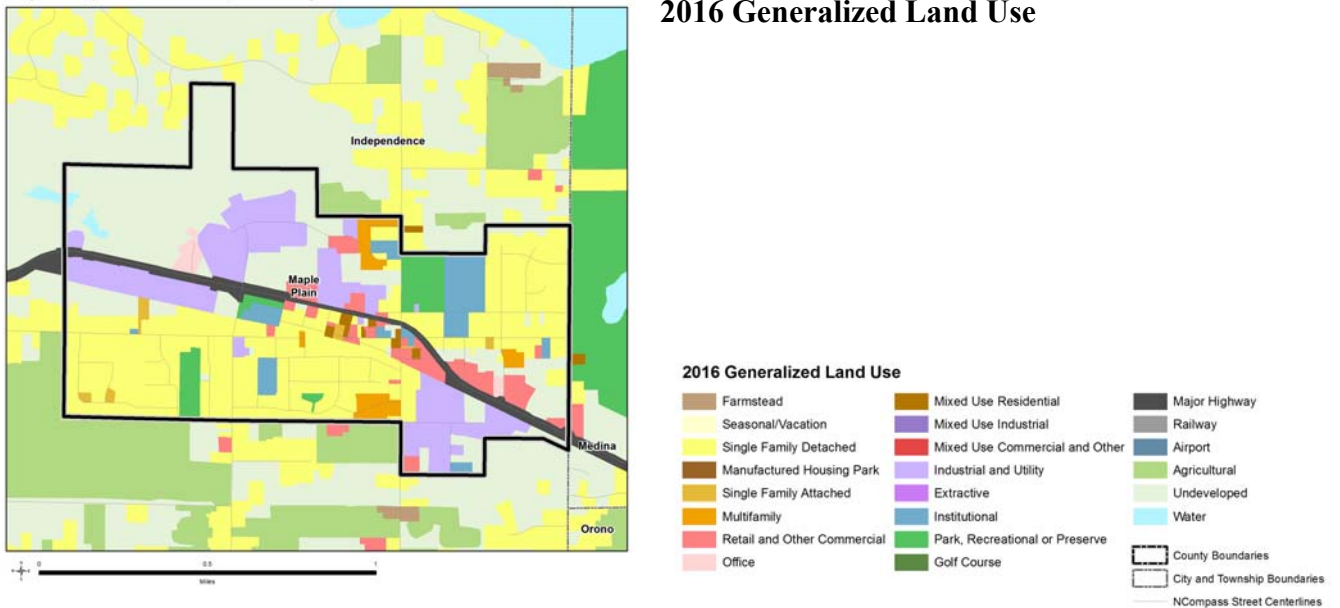 2016 Generalized Land Use
Independence
Maple
Plain
Medina
Orono
0 0.5 1
Miles
2016 Generalized Land Use
Farmstead
Seasonal/Vacation
Single Family Detached
Manufactured Housing Park
Single Family Attached
Multifamily
Retail and Other Commercial
Office
Mixed Use Residential
Mixed Use Industrial
Mixed Use Commercial and Other
Industrial and Utility
Extractive
Institutional
Park, Recreational or Preserve
Golf Course
Major Highway
Railway
Airport
Agricultural
Undeveloped
Water
County Boundaries
City and Township Boundaries
NCompass Street Centerlines